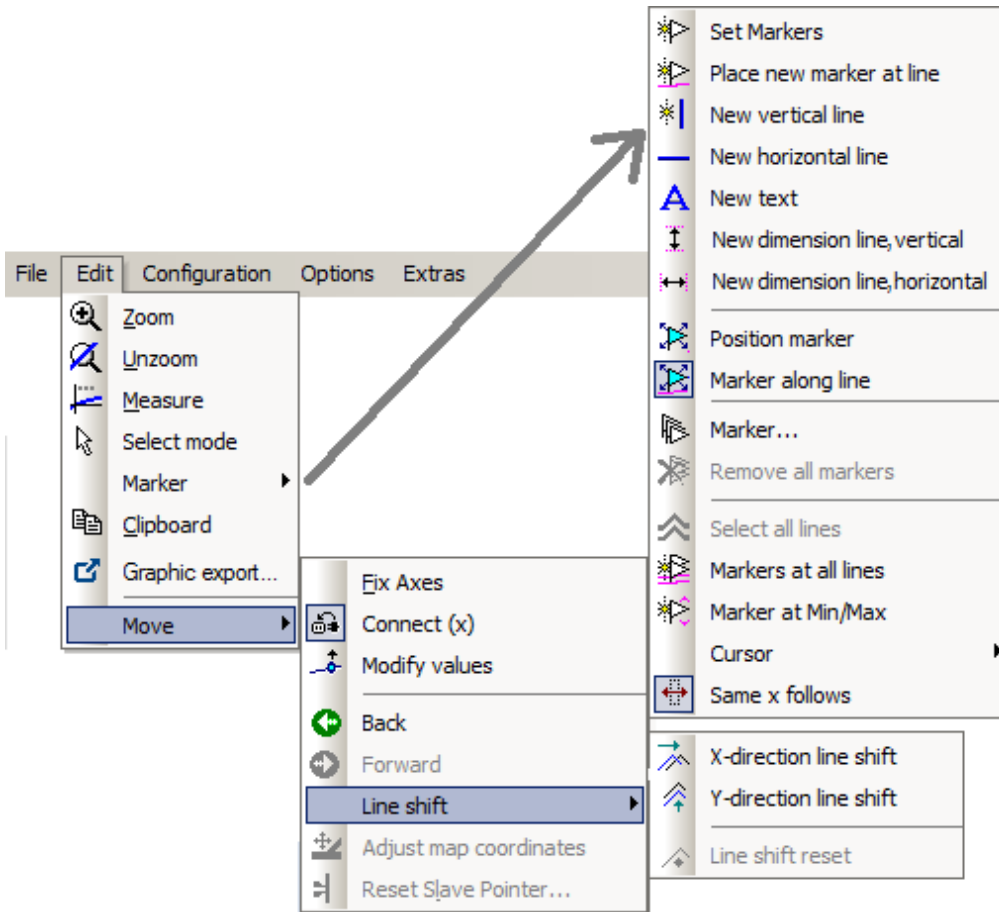 File Edit Configuration Options Extras
Zoom
Unzoom
Measure
Select mode
Marker
Clipboard
Graphic export...
Move
Fix Axes
Connect (x)
Modify values
Back
Forward
Line shift
Adjust map coordinates
Reset Slave Pointer...
Set Markers
Place new marker at line
New vertical line
New horizontal line
New text
New dimension line,vertical
New dimension line,horizontal
Position marker
Marker along line
Marker...
Remove all markers
Select all lines
Markers at all lines
Marker at Min/Max
Cursor
Same x follows
X-direction line shift
Y-direction line shift
Line shift reset